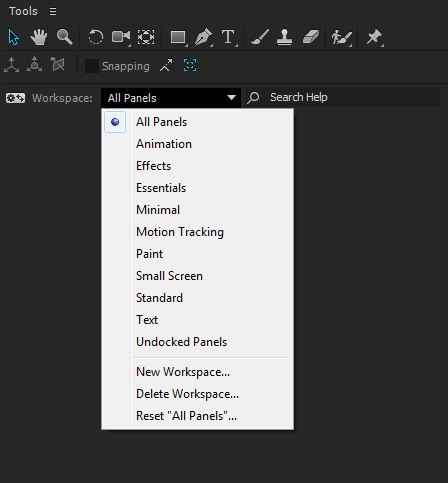 Tools
T
Snapping
Workspace: All Panels Search Help
All Panels
Animation
Effects
Essentials
Minimal
Motion Tracking
Paint
Small Screen
Standard
Text
Undocked Panels
New Workspace...
Delete Workspace...
Reset "All Panels"...